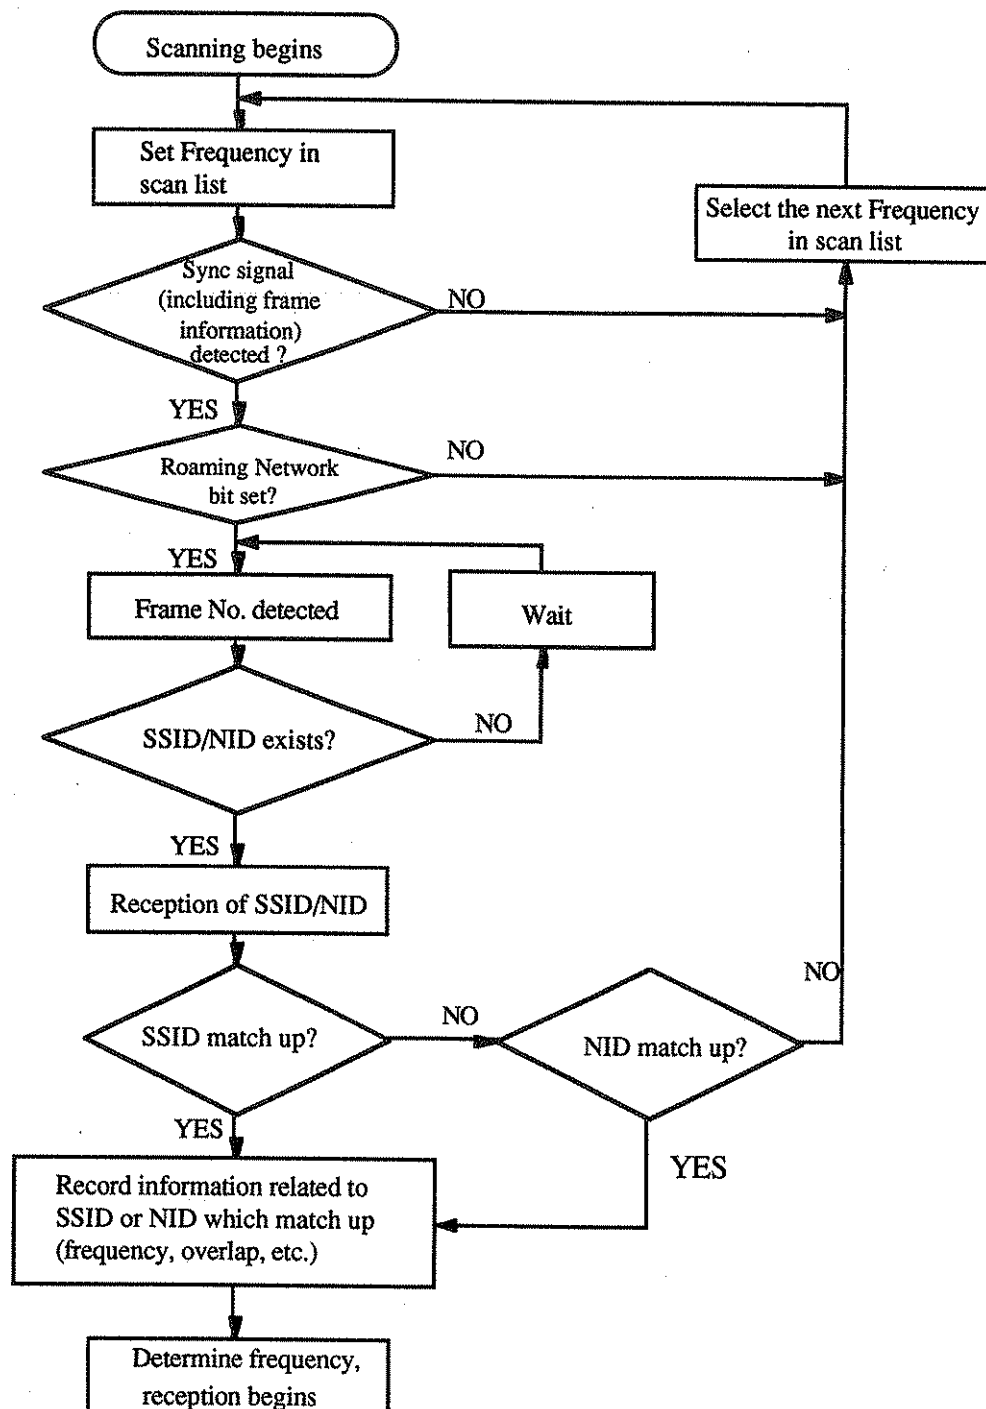 Scanning begins
Set Frequency in
scan list
Select the next Frequency
in scan list
Sync signal
(including frame
information)
detected ?
NO
YES
Roaming Network
bit set?
NO
YES
Frame No. detected
Wait
SSID/NID exists?
NO
YES
Reception of SSID/NID
SSID match up?
NO
NID match up?
NO
YES
YES
Record information related to
SSID or NID which match up
(frequency, overlap, etc.)
Determine frequency,
reception begins